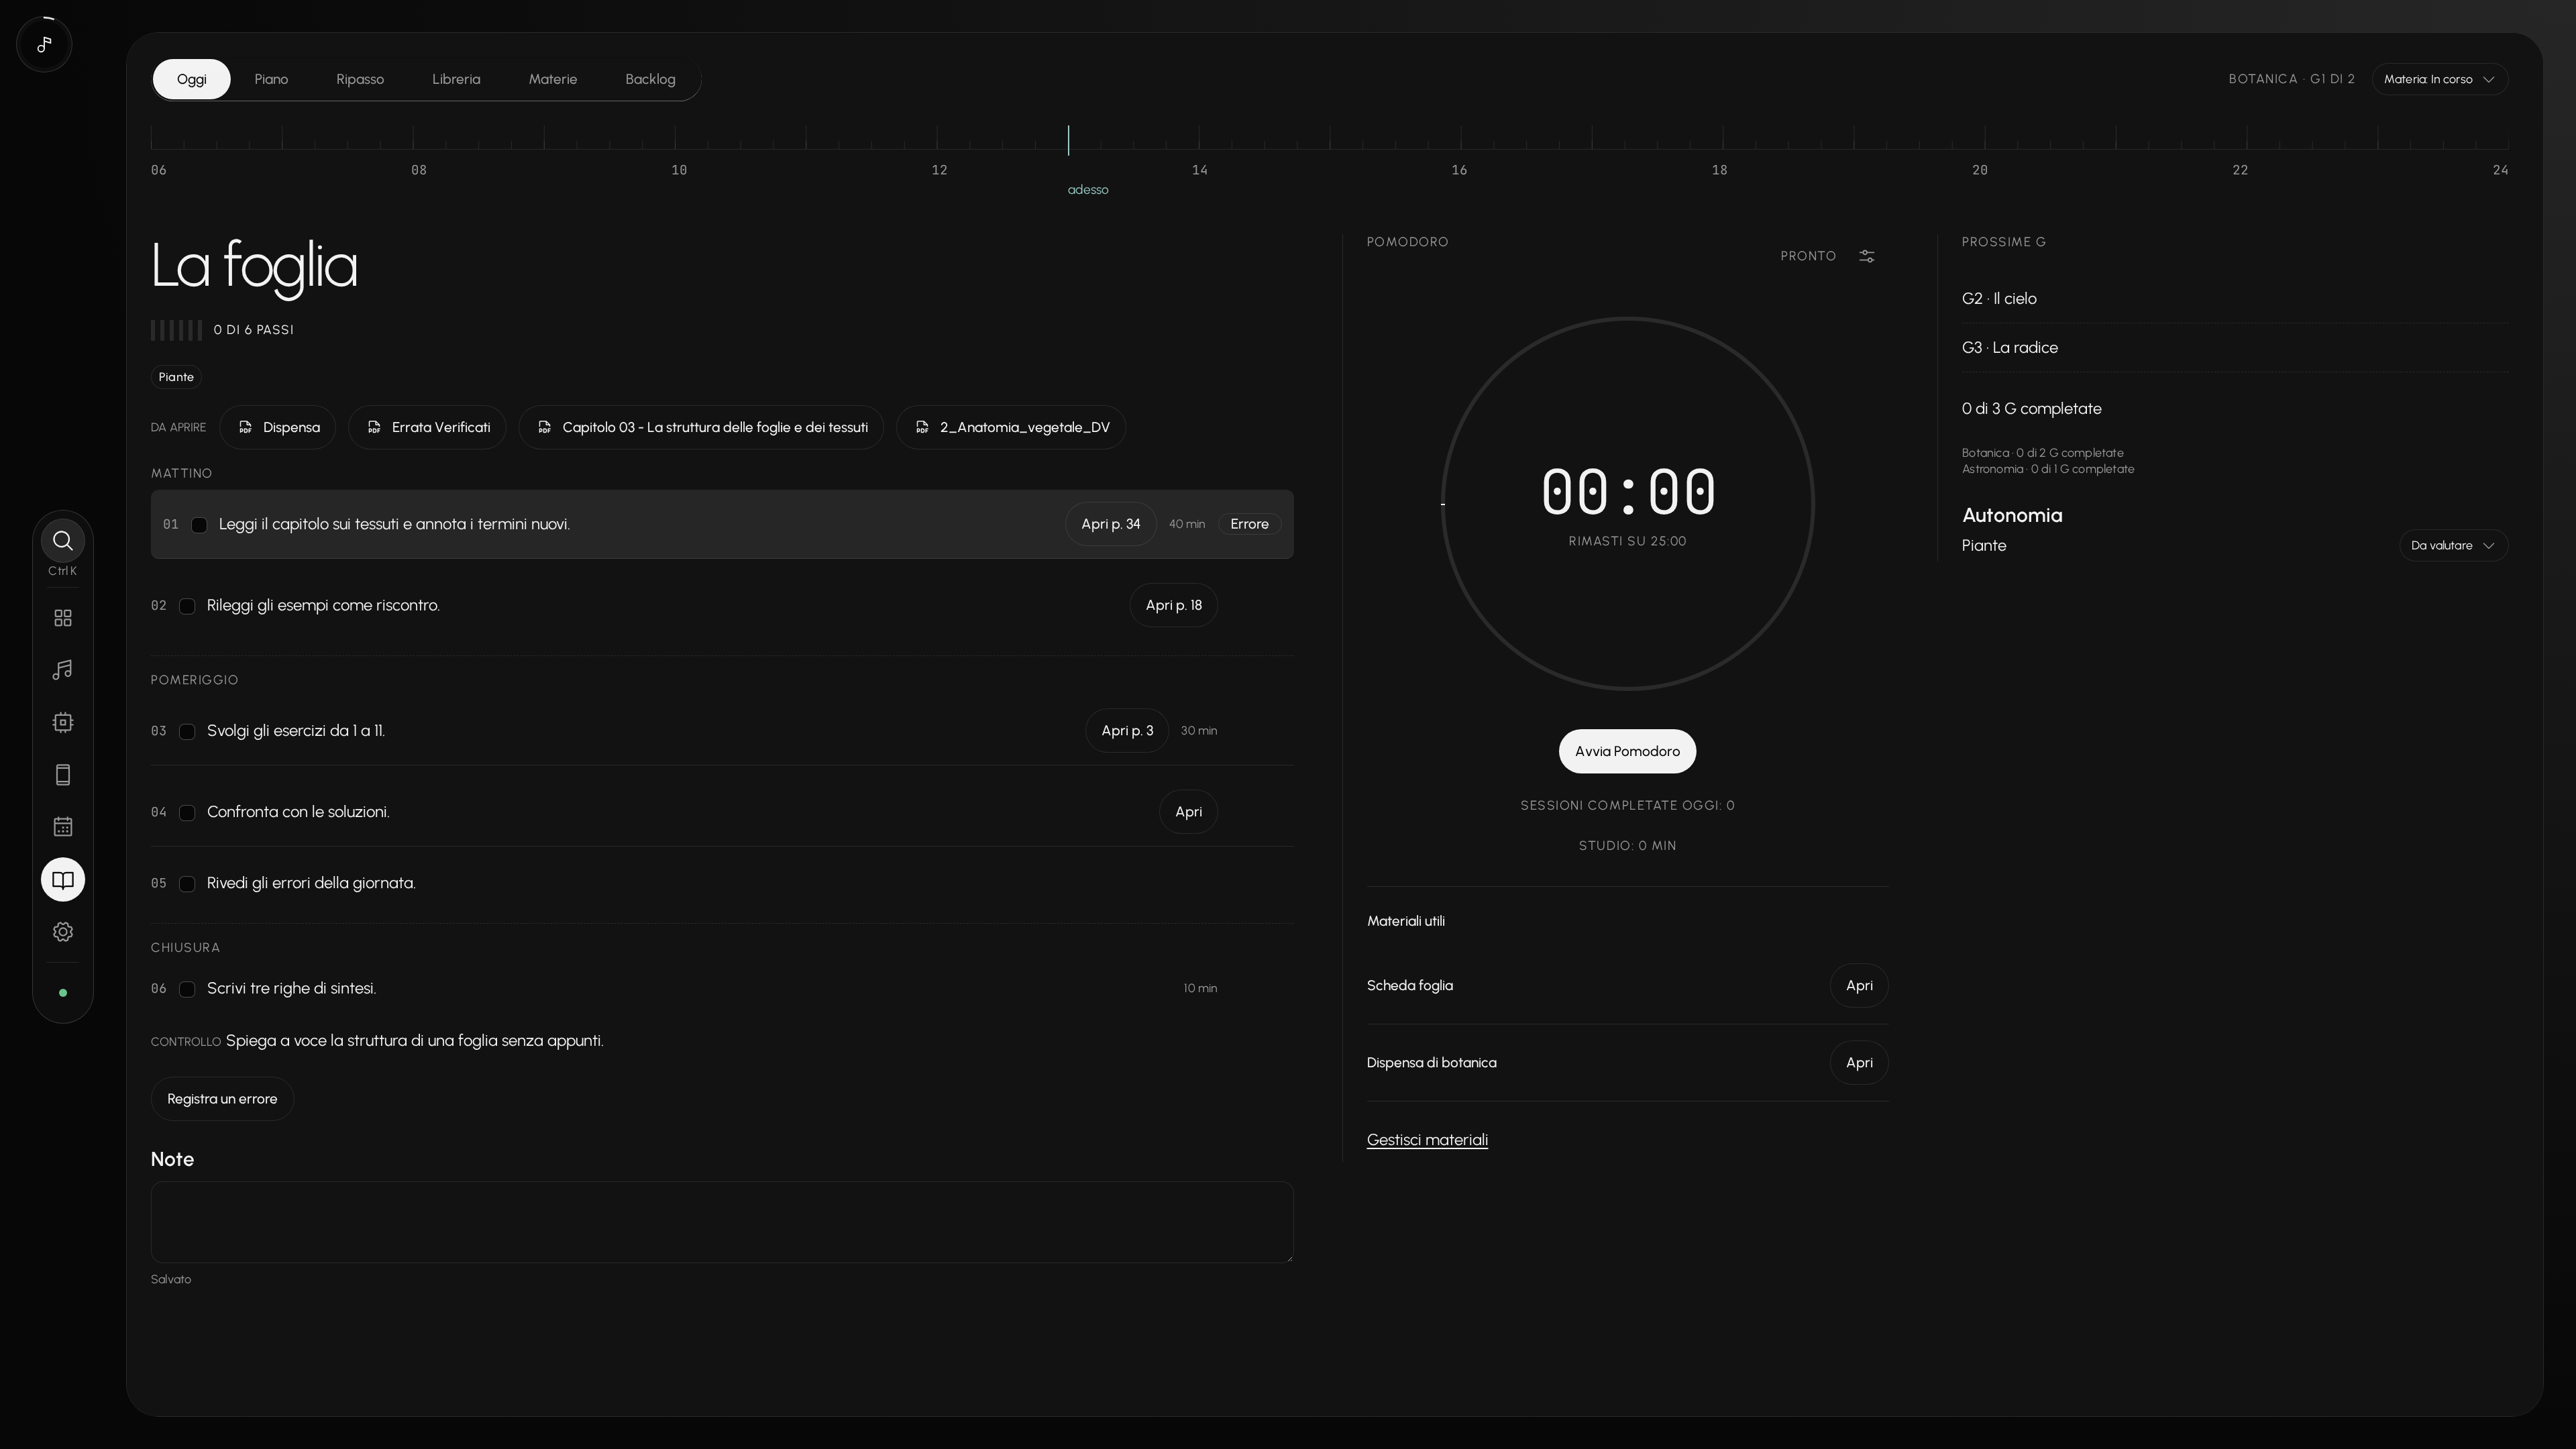 Oggi Piano Ripasso Libreria Materie Backlog
BOTANICA · G1 DI 2 Materia: In corso
06 08 10 12 14 16 18 20 22 24
adesso
La foglia
0 DI 6 PASSI
Piante
DA APRIRE Dispensa Errata Verificati Capitolo 03 - La struttura delle foglie e dei tessuti 2_Anatomia_vegetale_DV
MATTINO
01 Leggi il capitolo sui tessuti e annota i termini nuovi. Apri p. 34 40 min Errore
02 Rileggi gli esempi come riscontro. Apri p. 18
POMERIGGIO
03 Svolgi gli esercizi da 1 a 11. Apri p. 3 30 min
04 Confronta con le soluzioni. Apri
05 Rivedi gli errori della giornata.
CHIUSURA
06 Scrivi tre righe di sintesi. 10 min
CONTROLLO Spiega a voce la struttura di una foglia senza appunti.
Registra un errore
Note
Salvato
POMODORO
PRONTO
00:00
RIMASTI SU 25:00
Avvia Pomodoro
SESSIONI COMPLETATE OGGI: 0
STUDIO: 0 MIN
Materiali utili
Scheda foglia Apri
Dispensa di botanica Apri
Gestisci materiali
PROSSIME G
G2 · Il cielo
G3 · La radice
0 di 3 G completate
Botanica · 0 di 2 G completate
Astronomia · 0 di 1 G completate
Autonomia
Piante Da valutare
Ctrl K